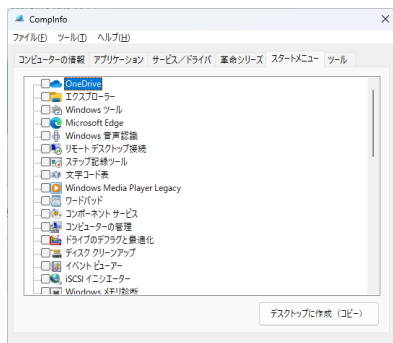 CompInfo
ファイル(F) ツール(T) ヘルプ(H)
コンピューターの情報 アプリケーション サービス/ドライバ 革命シリーズ スタートメニュー ツール
OneDrive
エクスプローラー
Windows ツール
Microsoft Edge
Windows 音声認識
リモート デスクトップ接続
ステップ記録ツール
文字コード表
Windows Media Player Legacy
ワードパッド
コンポーネント サービス
コンピューターの管理
ドライブのデフラグと最適化
ディスク クリーンアップ
イベント ビューアー
iSCSI イニシエーター
Windows メモリ診断
デスクトップに作成（コピー）